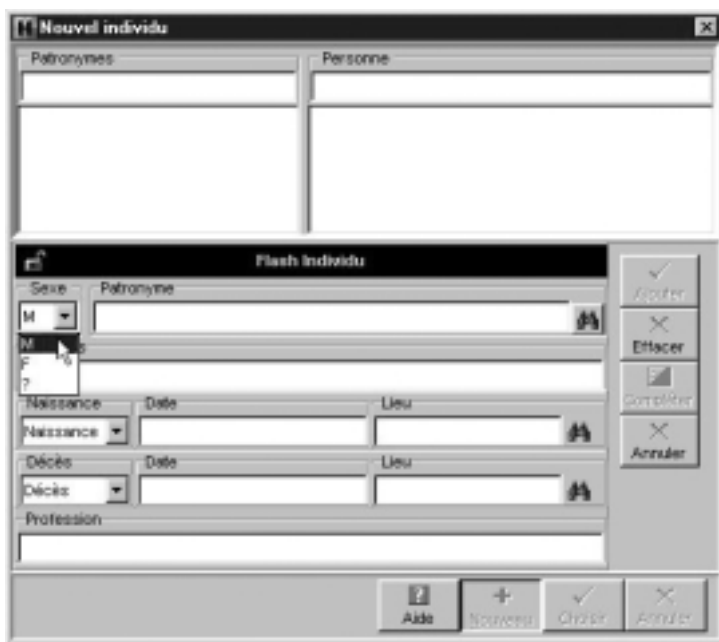 Nouvel individu
Patronymes Personne
Flash Individu
Sexe Patronyme
M
M
F
?
Naissance Date Lieu
Naissance
Décès Date Lieu
Décès
Profession
Ajouter
Effacer
Compléter
Annuler
Aide Nouveau Choisir Annuler